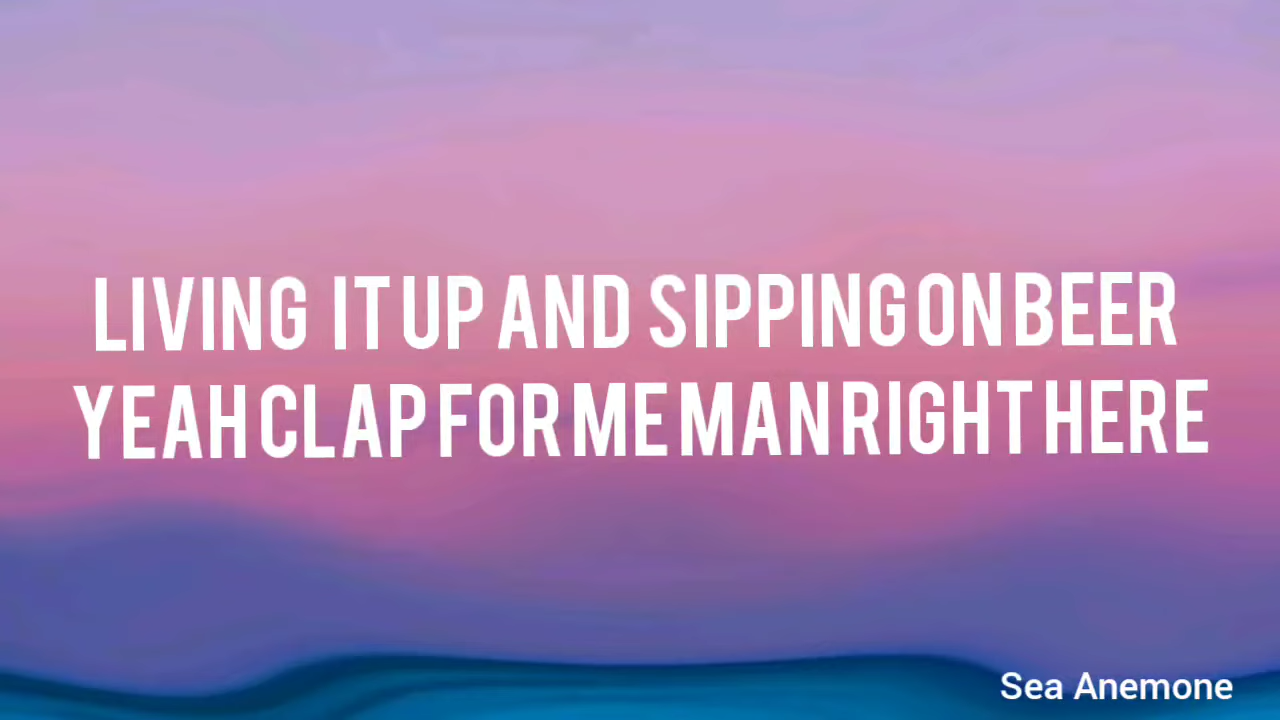 LIVING IT UP AND SIPPING ON BEER
YEAH CLAP FOR ME MAN RIGHT HERE
Sea Anemone